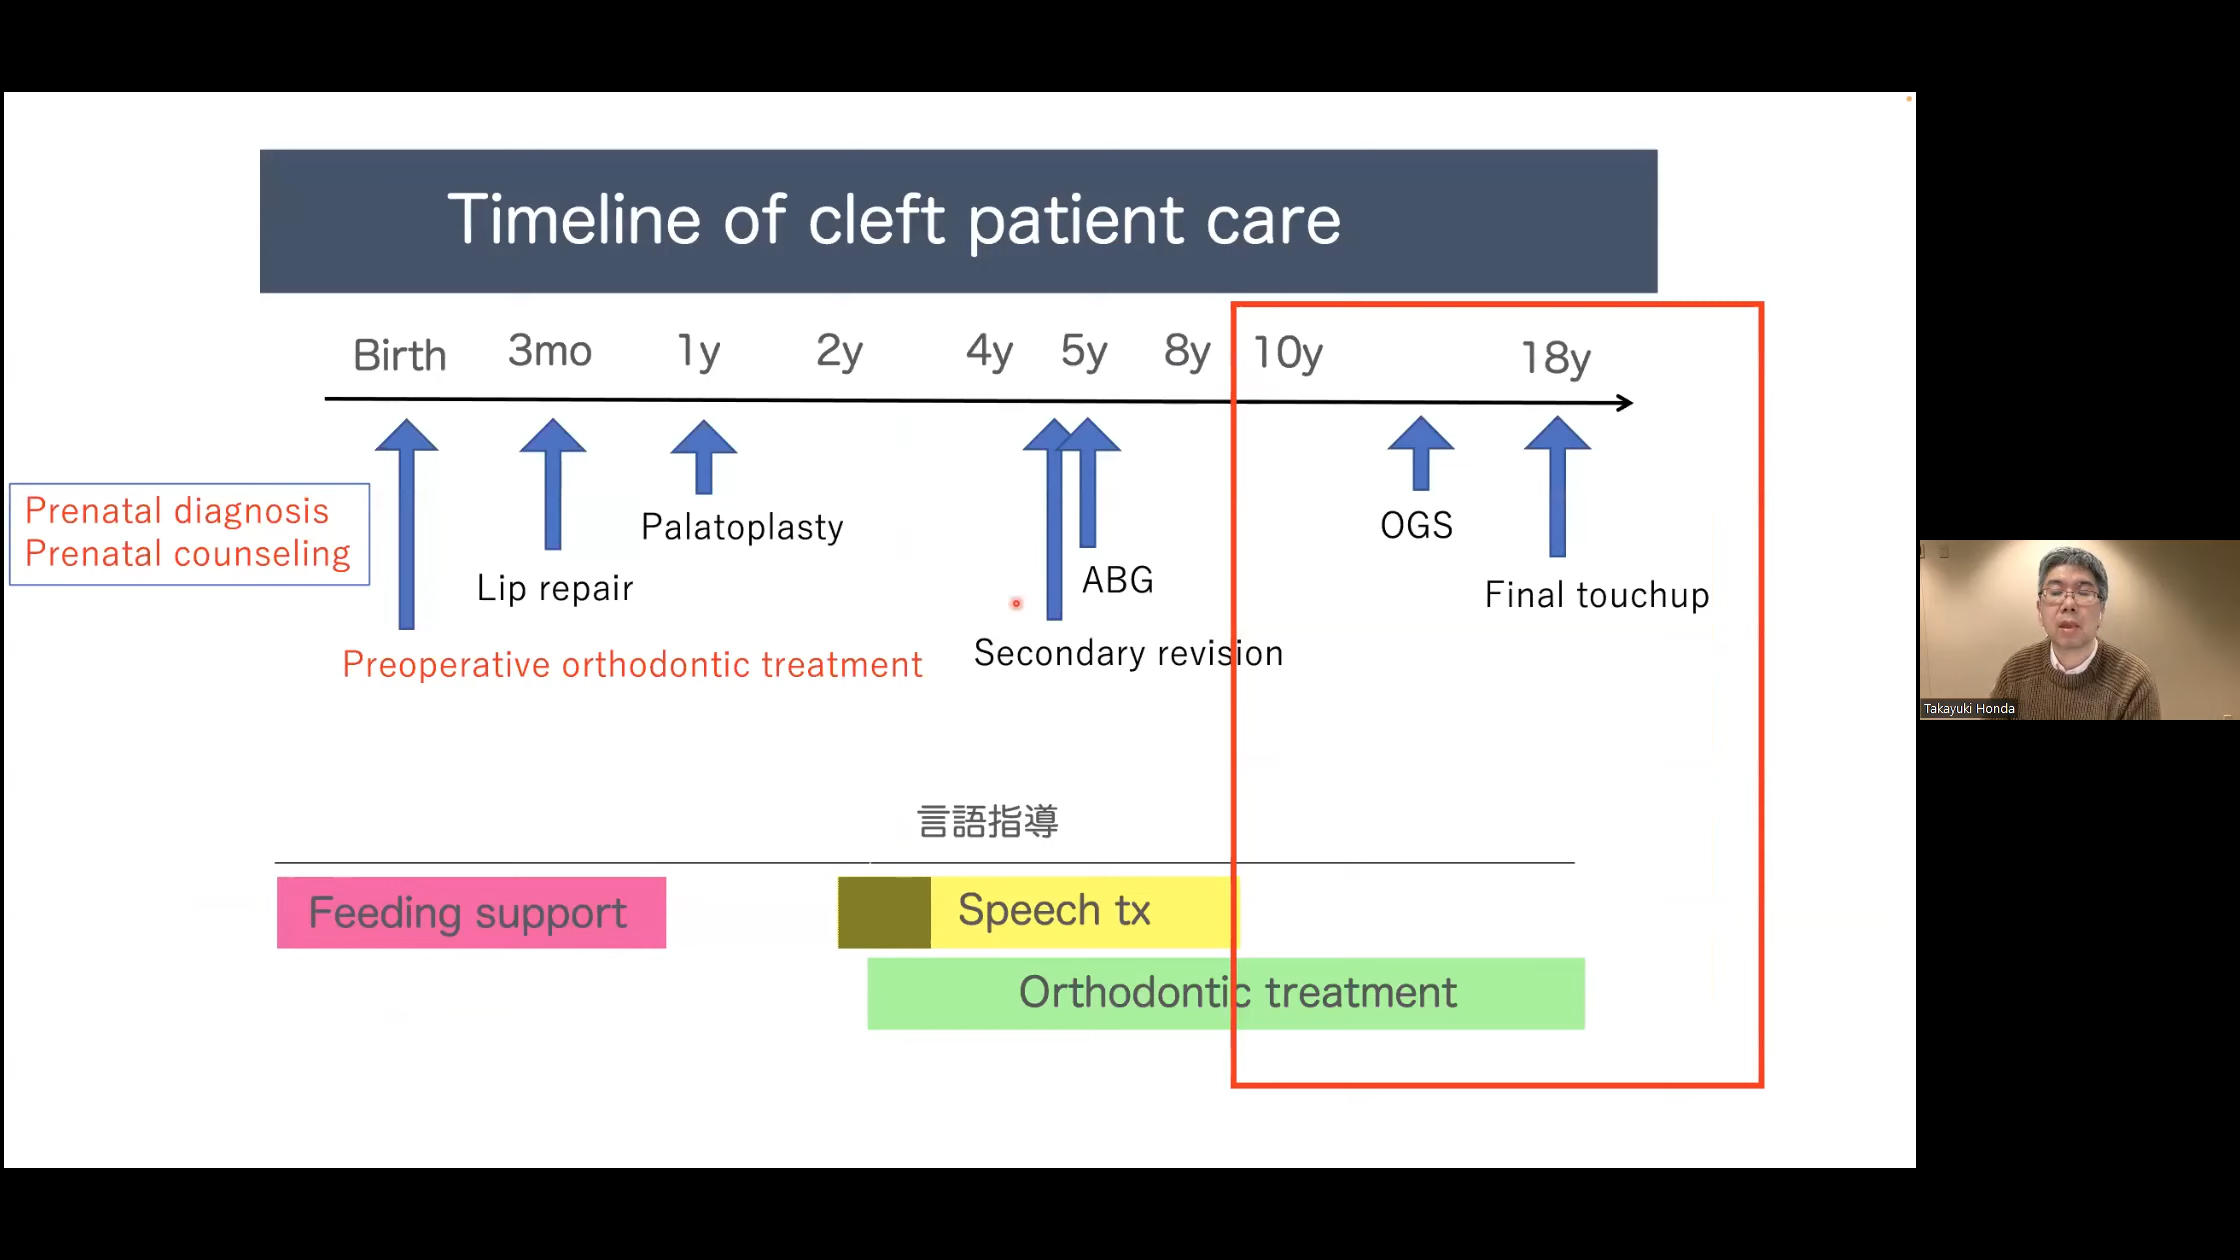 Timeline of cleft patient care
Birth 3mo 1y 2y 4y 5y 8y 10y 18y
Prenatal diagnosis
Prenatal counseling
Palatoplasty
OGS
Lip repair
ABG
Final touchup
Preoperative orthodontic treatment
Secondary revision
言語指導
Feeding support
Speech tx
Orthodontic treatment
Takayuki Honda